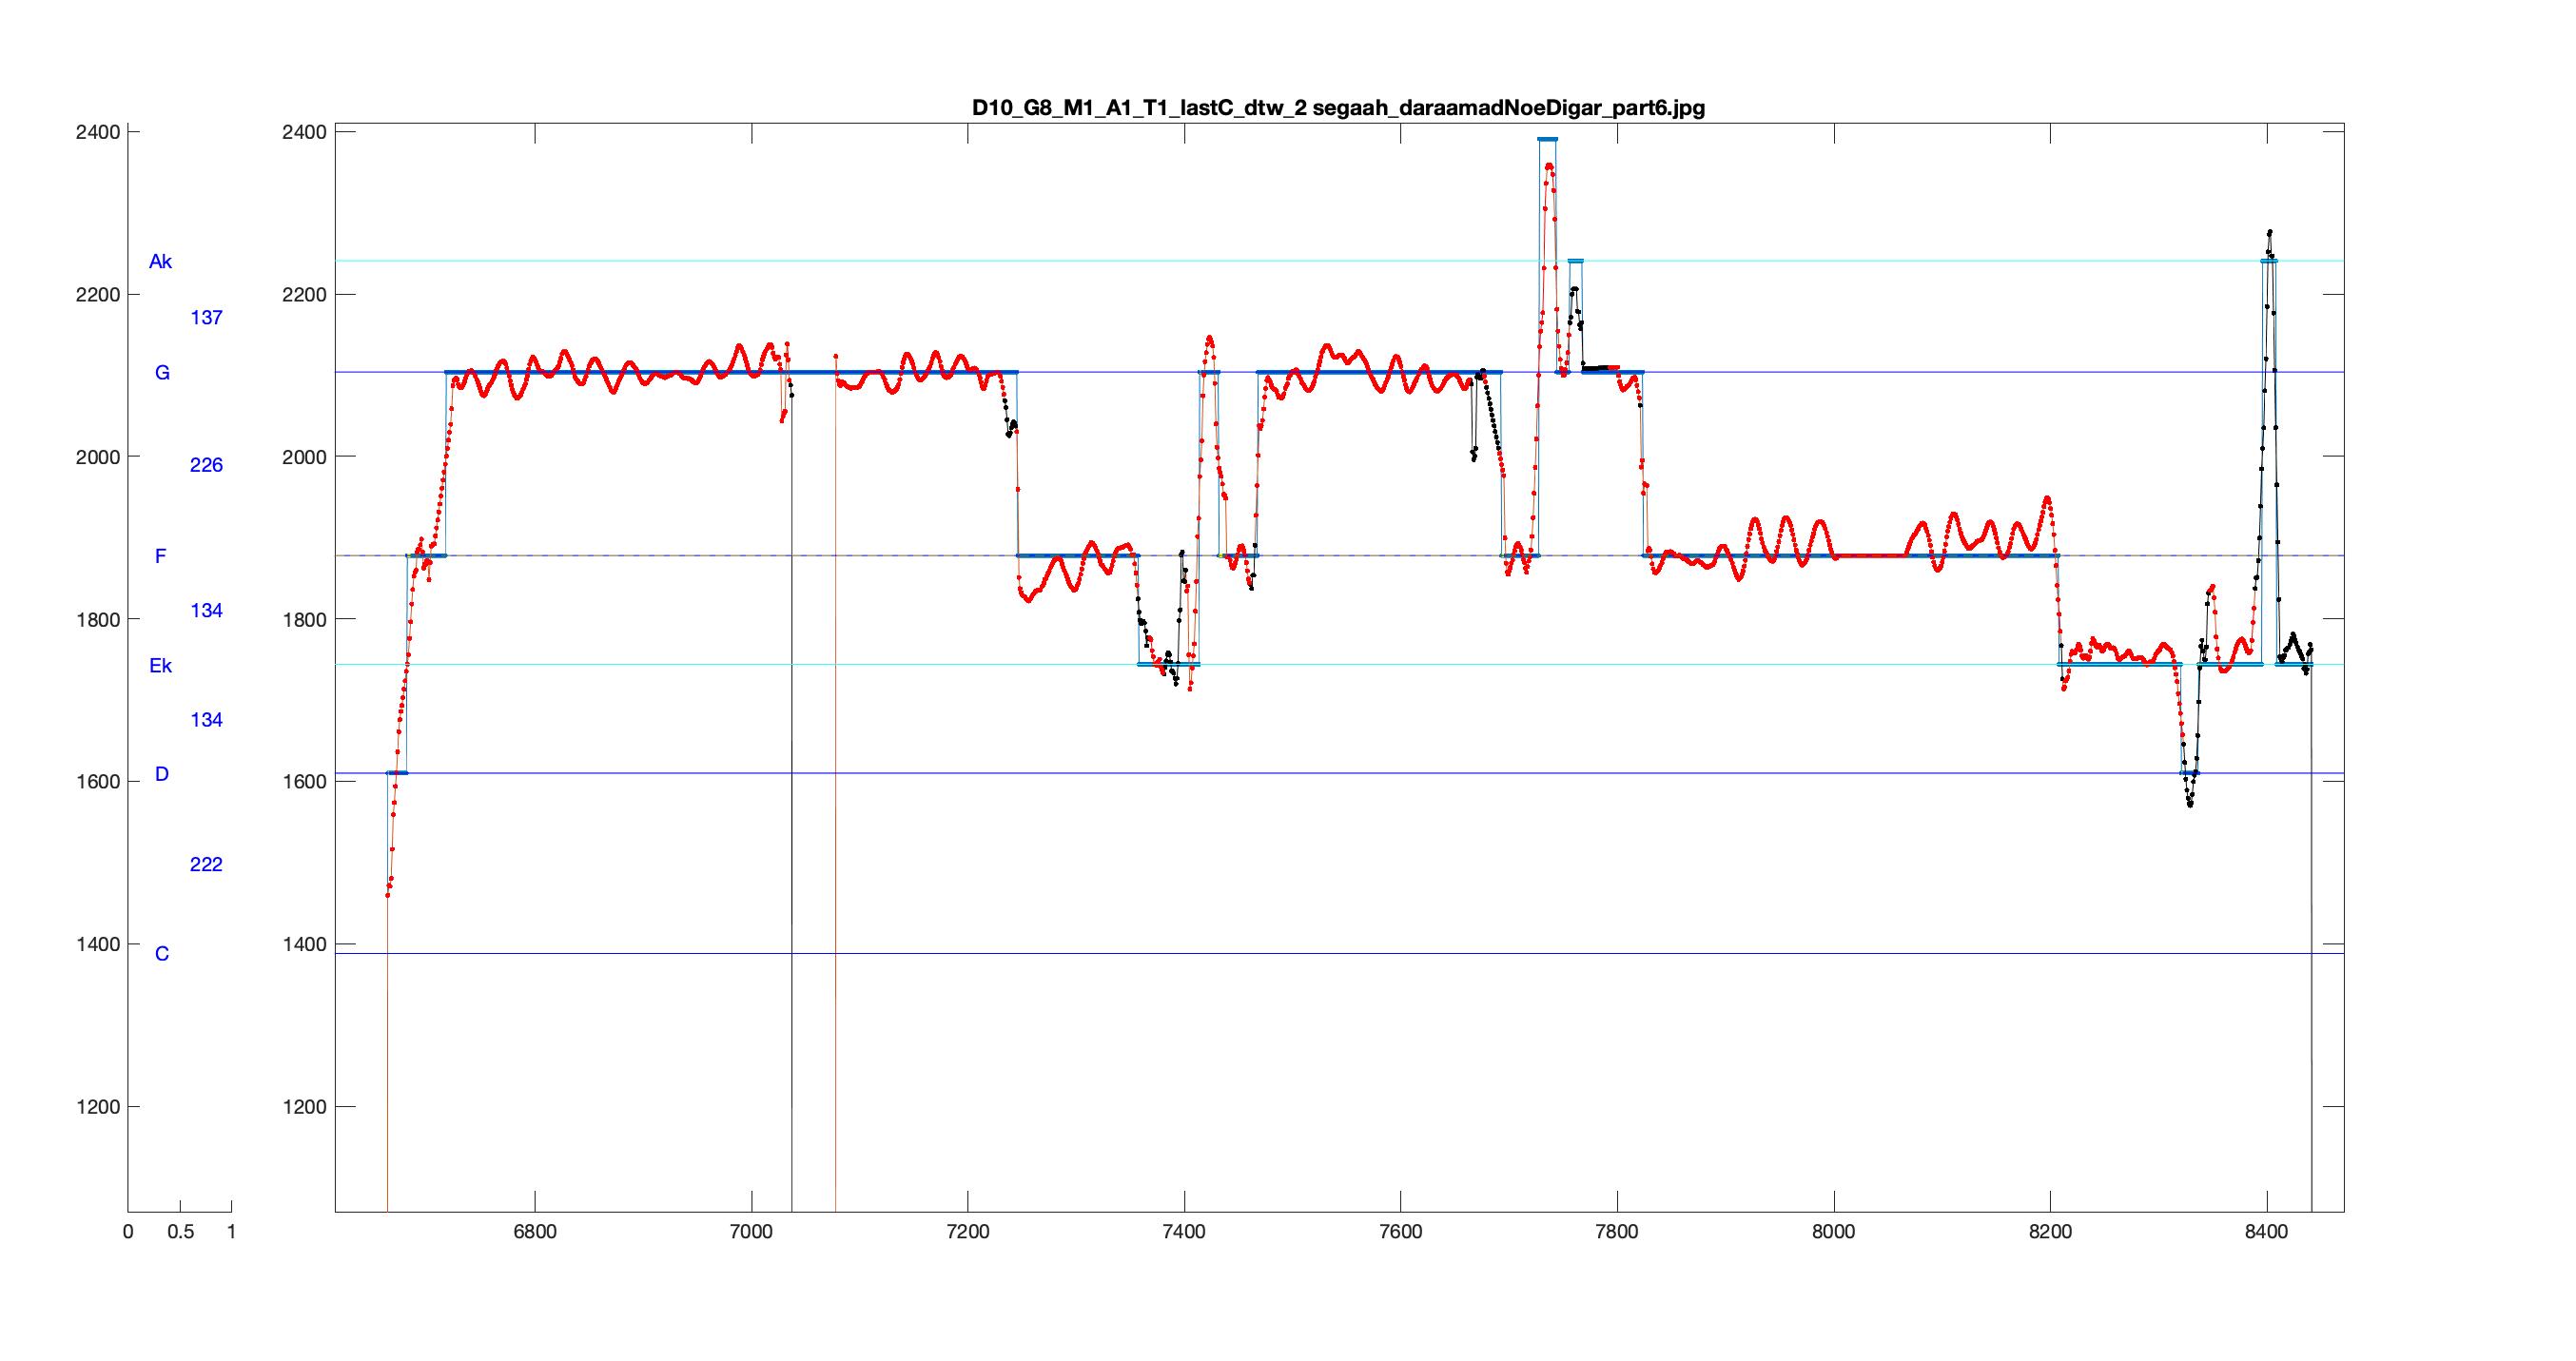 D10_G8_M1_A1_T1_lastC_dtw_2 segaah_daraamadNoeDigar_part6.jpg
2400 2400
Ak
2200 137 2200
G
2000 226 2000
F
1800 134 1800
Ek
134
1600 D 1600
222
1400 C 1400
1200 1200
0 0.5 1 6800 7000 7200 7400 7600 7800 8000 8200 8400